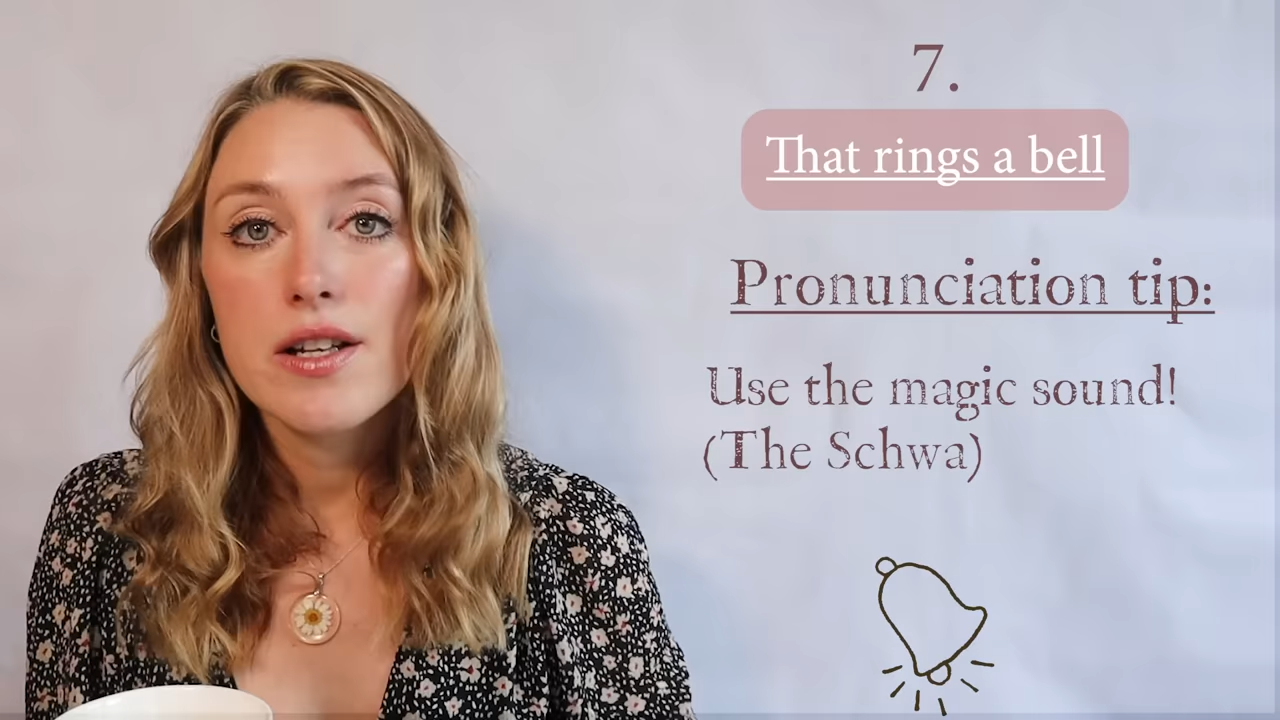 7.
That rings a bell
Pronunciation tip:
Use the magic sound!
(The Schwa)